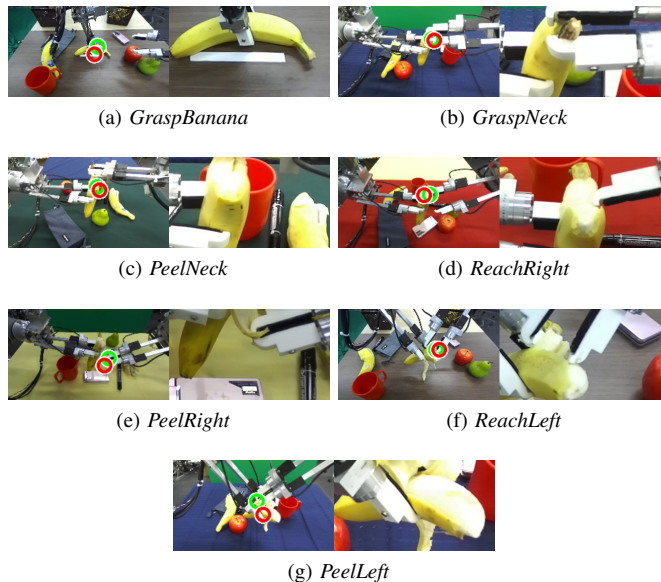 (a) GraspBanana
(b) GraspNeck
(c) PeelNeck
(d) ReachRight
(e) PeelRight
(f) ReachLeft
(g) PeelLeft